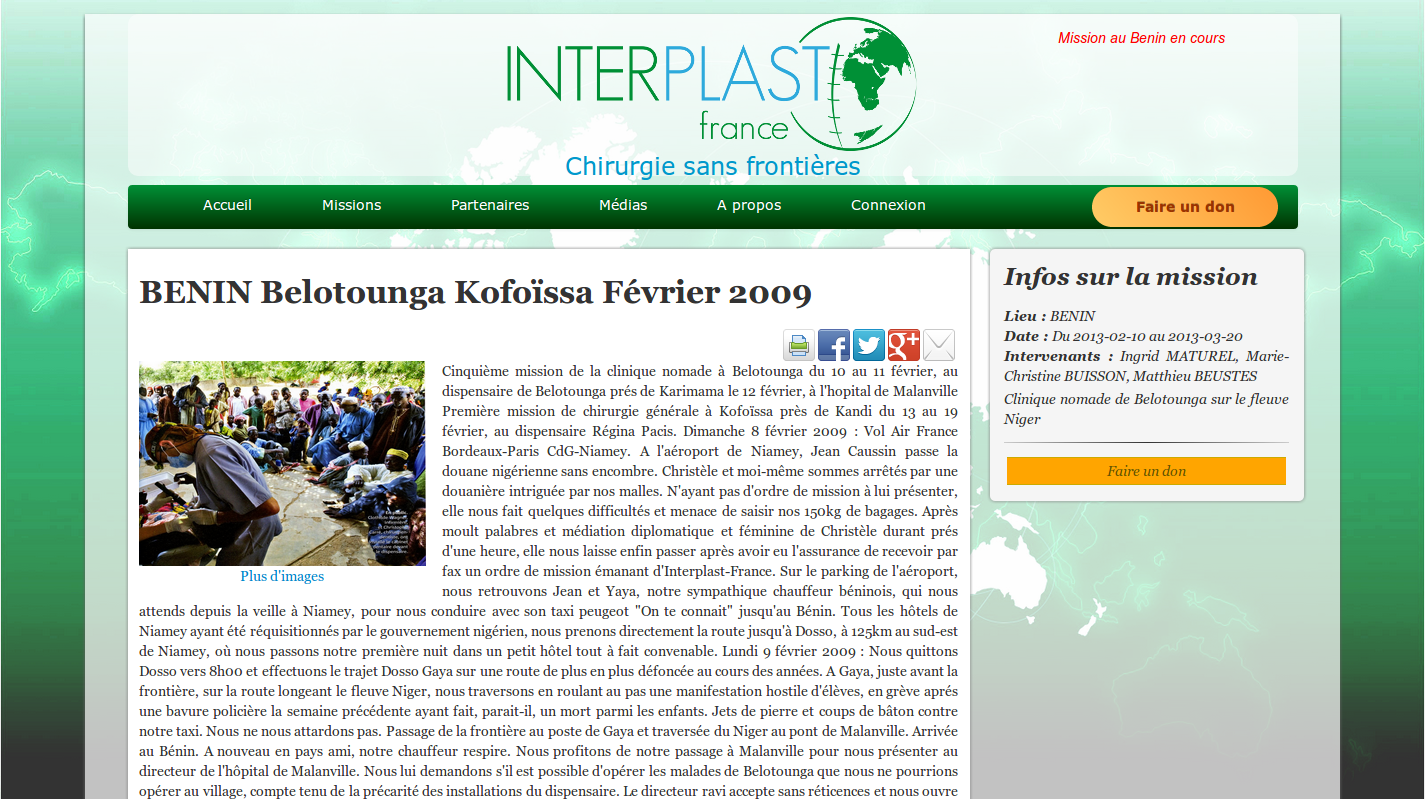 Mission au Benin en cours
INTERPLAST
france
Chirurgie sans frontières
Accueil Missions Partenaires Médias A propos Connexion Faire un don
BENIN Belotounga Kofoïssa Février 2009
Cinquième mission de la clinique nomade à Belotounga du 10 au 11 février, au
dispensaire de Belotounga prés de Karimama le 12 février, à l'hopital de Malanville
Première mission de chirurgie générale à Kofoïssa près de Kandi du 13 au 19
février, au dispensaire Régina Pacis. Dimanche 8 février 2009 : Vol Air France
Bordeaux-Paris CdG-Niamey. A l'aéroport de Niamey, Jean Caussin passe la
douane nigérienne sans encombre. Christèle et moi-même sommes arrêtés par une
douanière intriguée par nos malles. N'ayant pas d'ordre de mission à lui présenter,
elle nous fait quelques difficultés et menace de saisir nos 150kg de bagages. Après
moult palabres et médiation diplomatique et féminine de Christèle durant prés
d'une heure, elle nous laisse enfin passer après avoir eu l'assurance de recevoir par
fax un ordre de mission émanant d'Interplast-France. Sur le parking de l'aéroport,
nous retrouvons Jean et Yaya, notre sympathique chauffeur béninois, qui nous
attends depuis la veille à Niamey, pour nous conduire avec son taxi peugeot "On te connait" jusqu'au Bénin. Tous les hôtels de
Niamey ayant été réquisitionnés par le gouvernement nigérien, nous prenons directement la route jusqu'à Dosso, à 125km au sud-est
de Niamey, où nous passons notre première nuit dans un petit hôtel tout à fait convenable. Lundi 9 février 2009 : Nous quittons
Dosso vers 8h00 et effectuons le trajet Dosso Gaya sur une route de plus en plus défoncée au cours des années. A Gaya, juste avant la
frontière, sur la route longeant le fleuve Niger, nous traversons en roulant au pas une manifestation hostile d'élèves, en grève aprés
une bavure policière la semaine précédente ayant fait, parait-il, un mort parmi les enfants. Jets de pierre et coups de bâton contre
notre taxi. Nous ne nous attardons pas. Passage de la frontière au poste de Gaya et traversée du Niger au pont de Malanville. Arrivée
au Bénin. A nouveau en pays ami, notre chauffeur respire. Nous profitons de notre passage à Malanville pour nous présenter au
directeur de l'hôpital de Malanville. Nous lui demandons s'il est possible d'opérer les malades de Belotounga que nous ne pourrions
opérer au village, compte tenu de la précarité des installations du dispensaire. Le directeur ravi accepte sans réticences et nous ouvre
Plus d'images
Infos sur la mission
Lieu : BENIN
Date : Du 2013-02-10 au 2013-03-20
Intervenants : Ingrid MATUREL, Marie-
Christine BUISSON, Matthieu BEUSTES
Clinique nomade de Belotounga sur le fleuve
Niger
Faire un don